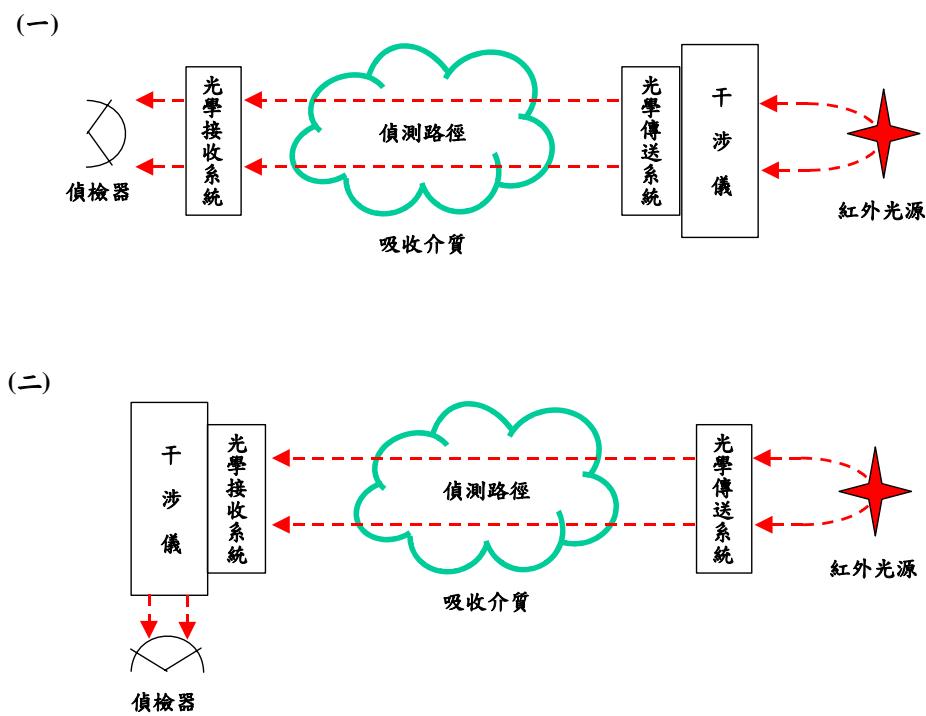 (一)
光學接收系統
偵測路徑
光學傳送系統
干涉儀
偵檢器
紅外光源
吸收介質
(二)
干涉儀
光學接收系統
偵測路徑
光學傳送系統
紅外光源
吸收介質
偵檢器